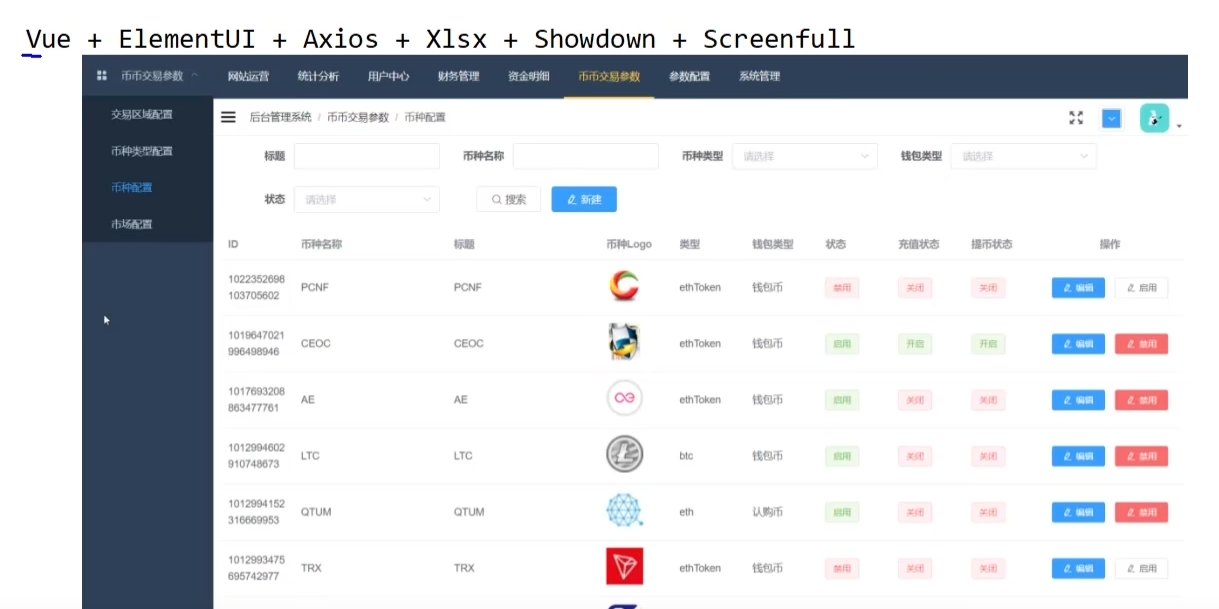 Vue + ElementUI + Axios + Xlsx + Showdown + Screenfull
币币交易参数 网站运营 统计分析 用户中心 财务管理 资金明细 币币交易参数 参数配置 系统管理
交易区域配置
币种类型配置
币种配置
市场配置
后台管理系统 / 币币交易参数 / 币种配置
标题 币种名称 币种类型 请选择 钱包类型 请选择
状态 请选择 搜索 新建
ID 币种名称 标题 币种Logo 类型 钱包类型 状态 充值状态 提币状态 操作
1022352698
103705602 PCNF PCNF ethToken 钱包币 禁用 关闭 关闭 编辑 启用
1019647021
996498946 CEOC CEOC ethToken 钱包币 启用 开启 开启 编辑 禁用
1017693208
863477761 AE AE ethToken 钱包币 启用 关闭 关闭 编辑 禁用
1012994602
910748673 LTC LTC btc 钱包币 启用 关闭 关闭 编辑 禁用
1012994152
316669953 QTUM QTUM eth 认购币 启用 关闭 关闭 编辑 禁用
1012993475
695742977 TRX TRX ethToken 钱包币 禁用 关闭 关闭 编辑 启用